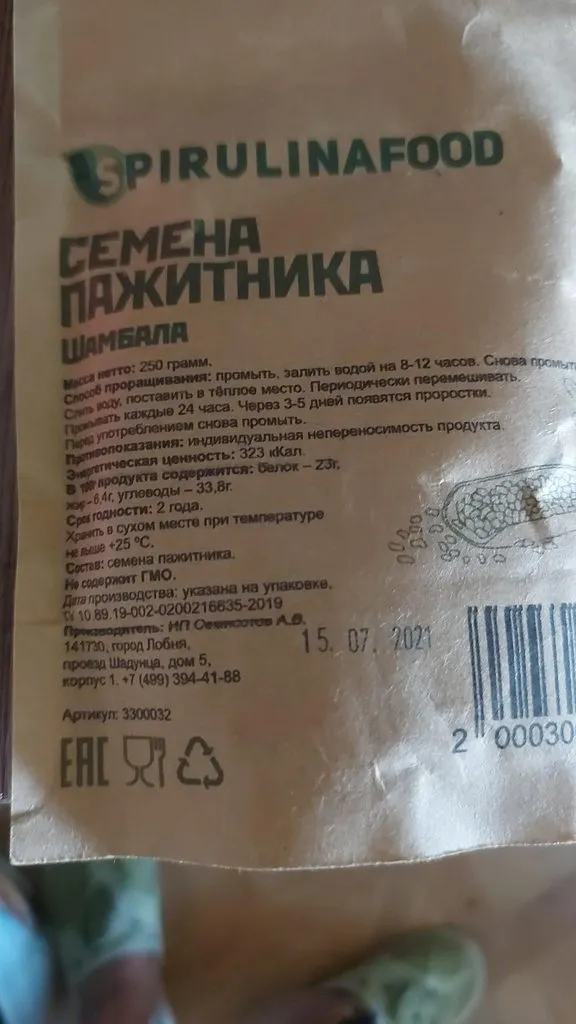 SPIRULINAFOOD
СЕМЕНА
ПАЖИТНИКА
ШАМБАЛА
Масса нетто: 250 грамм.
Способ проращивания: промыть, залить водой на 8-12 часов. Снова промыть
Слить воду, поставить в тёплое место. Периодически перемешивать.
Промывать каждые 24 часа. Через 3-5 дней появятся проростки.
Перед употреблением снова промыть.
Противопоказания: индивидуальная непереносимость продукта.
Энергетическая ценность: 323 кКал.
В 100г продукта содержится: белок – 23г,
жир – 6,4г, углеводы – 33,8г.
Срок годности: 2 года.
Хранить в сухом месте при температуре
не выше +25 °С.
Состав: семена пажитника.
Не содержит ГМО.
Дата производства: указана на упаковке.
ТУ 10.89.19-002-0200216635-2019
Производитель: ИП А.В.
15. 07. 2021
141730, город Лобня,
проезд Шадунца, дом 5,
корпус 1. +7 (499) 394-41-88
Артикул: 3300032
EAC
2 00030